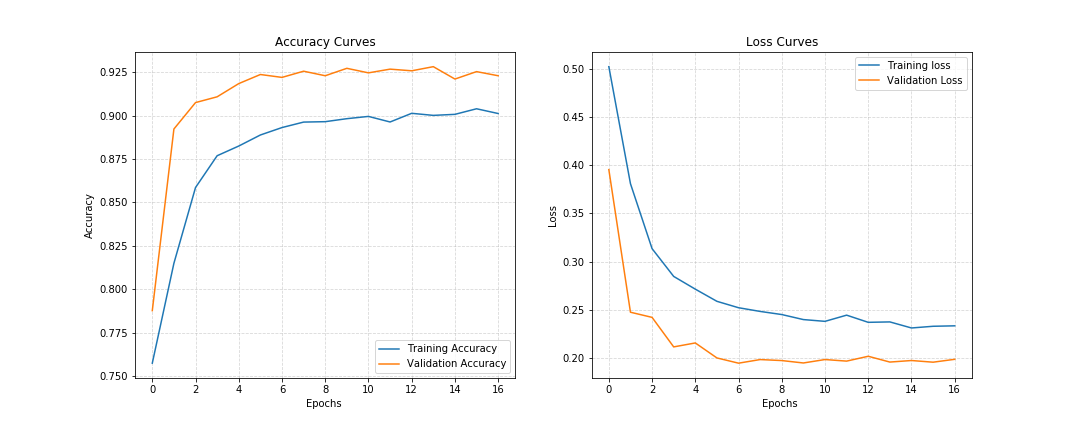 Accuracy Curves
0.925
0.900
0.875
0.850
0.825
0.800
0.775
0.750
Accuracy
0 2 4 6 8 10 12 14 16
Epochs
Training Accuracy
Validation Accuracy
Loss Curves
0.50
0.45
0.40
0.35
0.30
0.25
0.20
Loss
0 2 4 6 8 10 12 14 16
Epochs
Training loss
Validation Loss